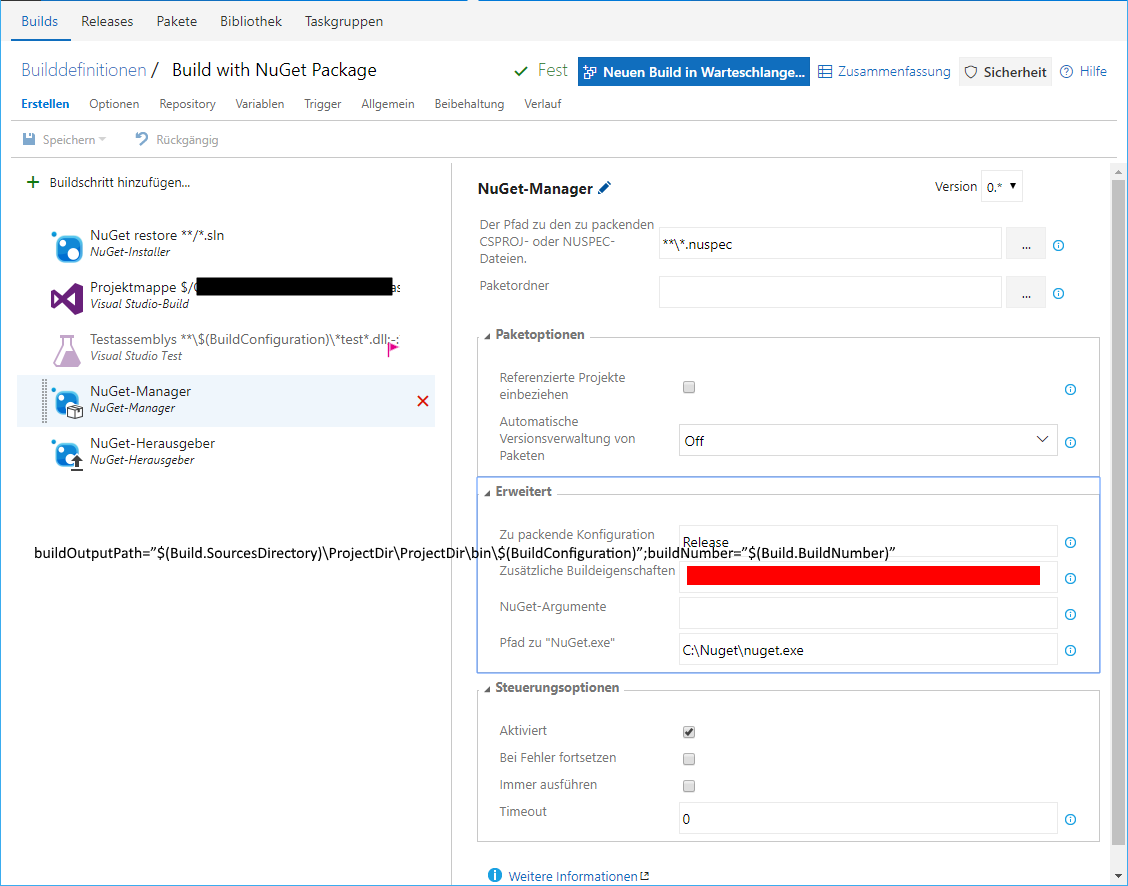 Builds Releases Pakete Bibliothek Taskgruppen
Builddefinitionen / Build with NuGet Package
Fest Neuen Build in Warteschlange... Zusammenfassung Sicherheit Hilfe
Erstellen Optionen Repository Variablen Trigger Allgemein Beibehaltung Verlauf
Speichern Rückgängig
Buildschritt hinzufügen...
NuGet restore **/*.sln
NuGet-Installer
Projektmappe $/
Visual Studio-Build
Testassemblys **\$(BuildConfiguration)\*test*.dll;-:
Visual Studio Test
NuGet-Manager
NuGet-Manager
NuGet-Herausgeber
NuGet-Herausgeber
NuGet-Manager
Version 0.*
Der Pfad zu den zu packenden
CSPROJ- oder NUSPEC-
Dateien.
**\*.nuspec
...
Paketordner
...
Paketoptionen
Referenzierte Projekte
einbeziehen
Automatische
Versionsverwaltung von
Paketen
Off
Erweitert
Zu packende Konfiguration
Release
buildOutputPath=”$(Build.SourcesDirectory)\ProjectDir\ProjectDir\bin\$(BuildConfiguration)”;buildNumber=”$(Build.BuildNumber)”
Zusätzliche Buildeigenschaften
NuGet-Argumente
Pfad zu "NuGet.exe"
C:\Nuget\nuget.exe
Steuerungsoptionen
Aktiviert
Bei Fehler fortsetzen
Immer ausführen
Timeout
0
Weitere Informationen